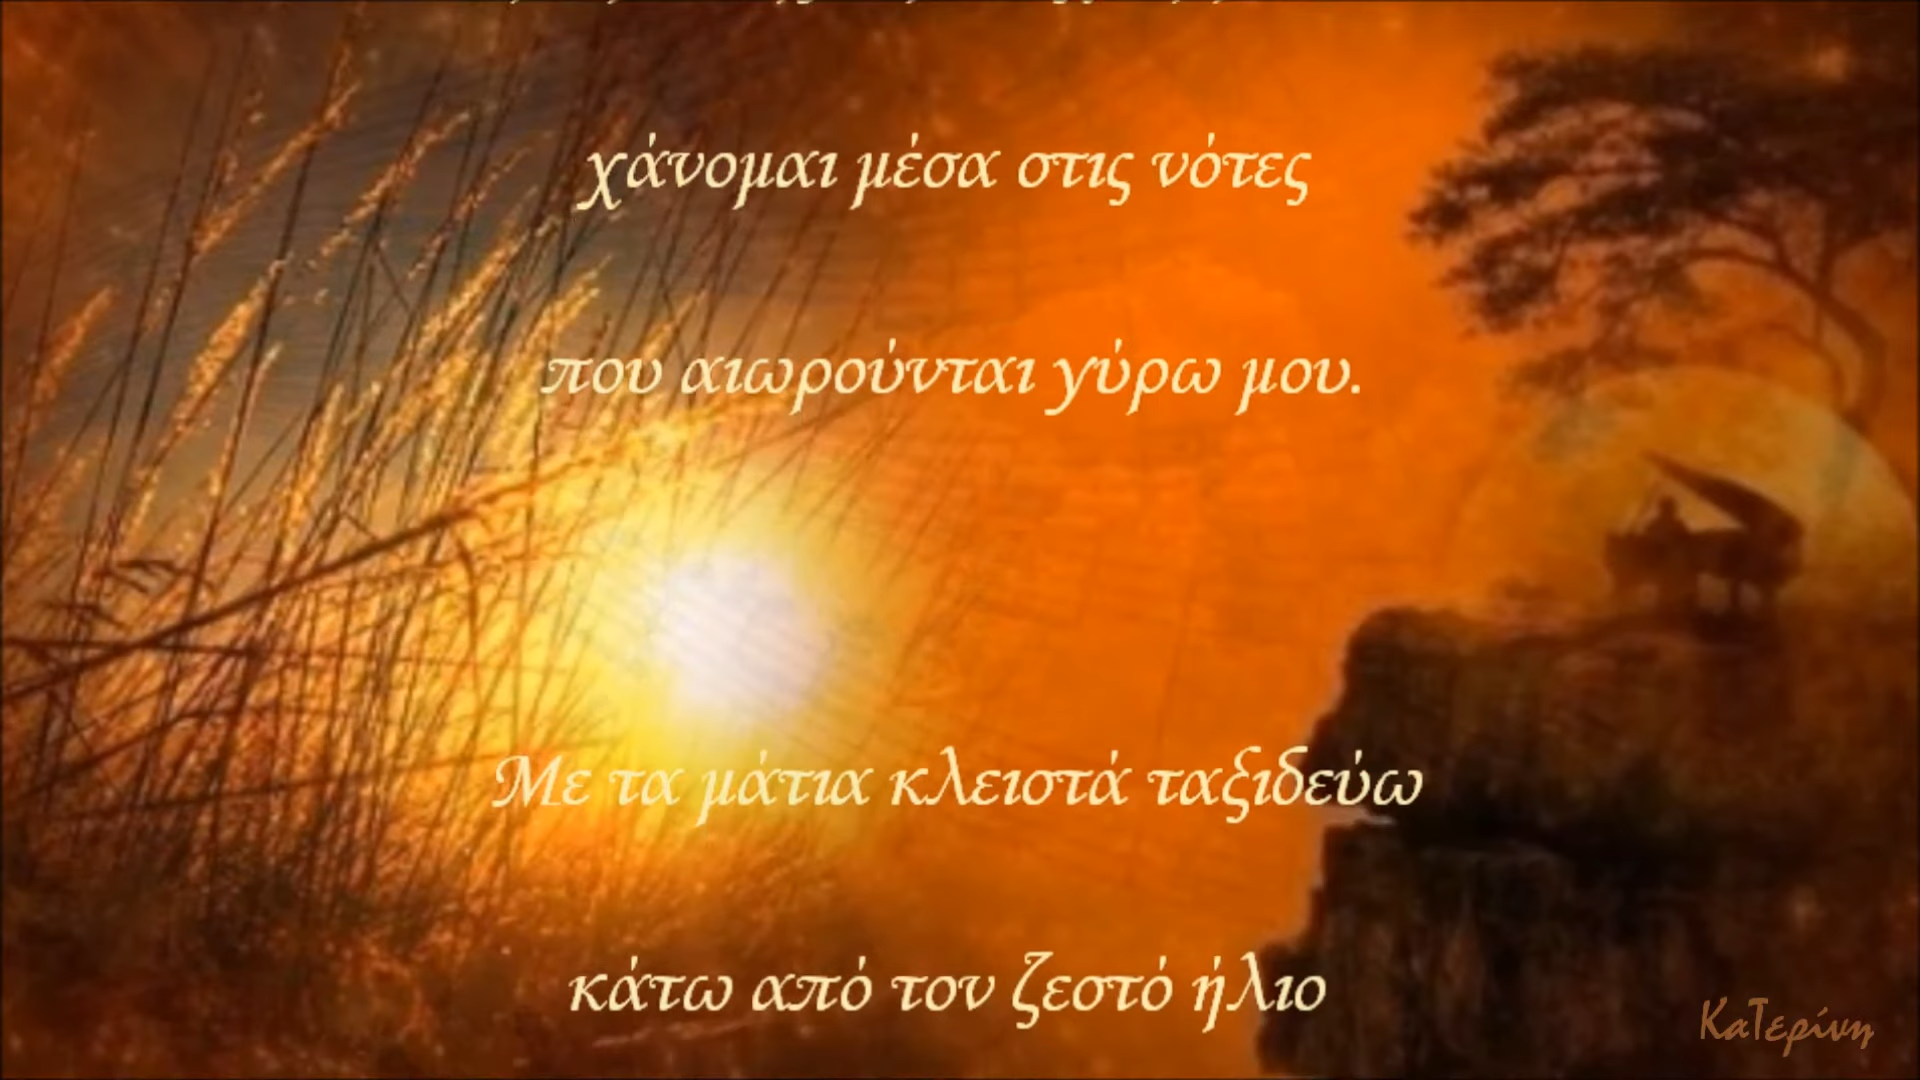 χάνομαι μέσα στις νότες
που αιωρούνται γύρω μου.
Με τα μάτια κλειστά ταξιδεύω
κάτω από τον ζεστό ήλιο
ΚαΤερίνη